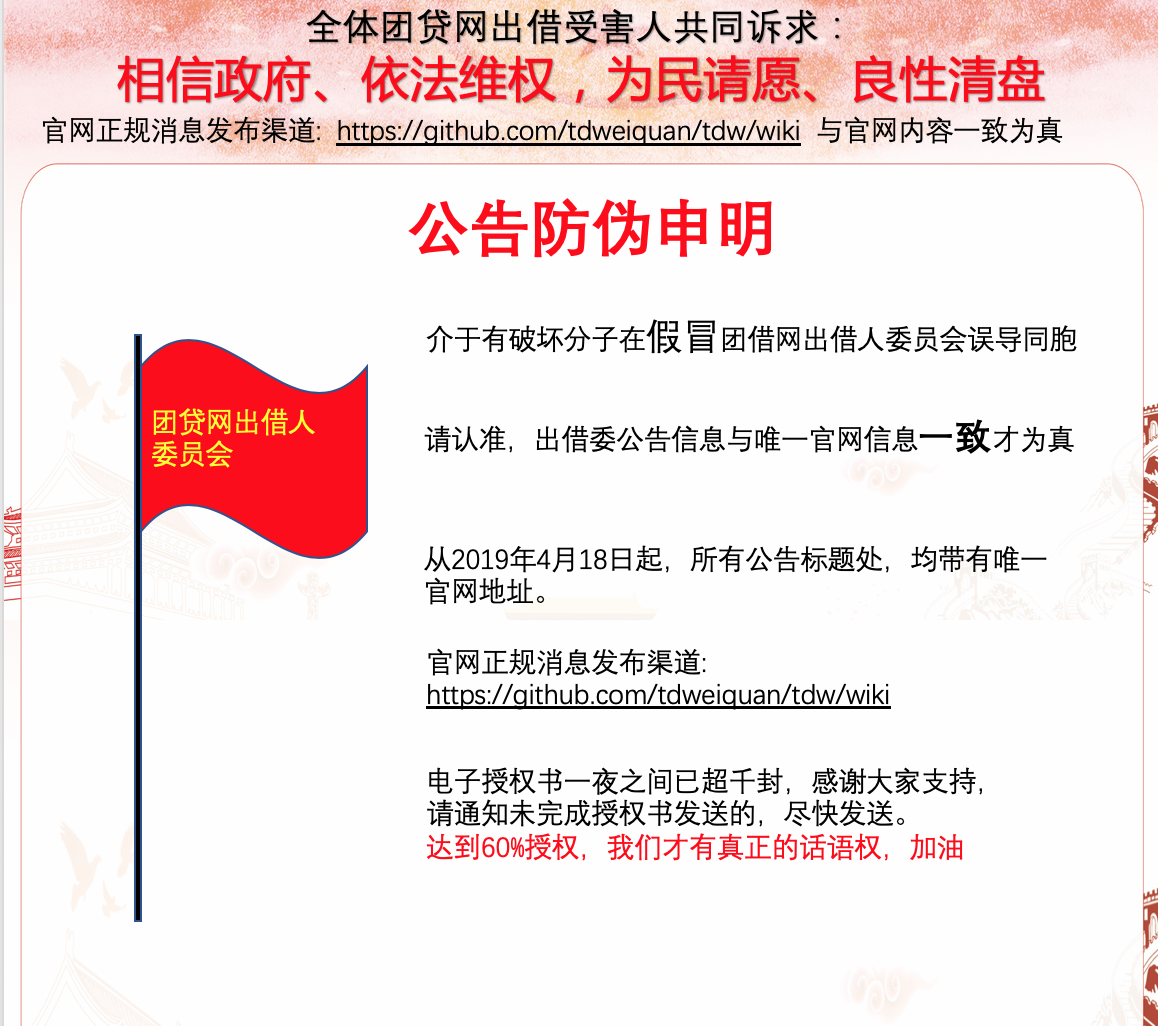 全体团贷网出借受害人共同诉求：
相信政府、依法维权，为民请愿、良性清盘
官网正规消息发布渠道: https://github.com/tdweiquan/tdw/wiki 与官网内容一致为真
公告防伪申明
团贷网出借人
委员会
介于有破坏分子在假冒团借网出借人委员会误导同胞
请认准，出借委公告信息与唯一官网信息一致才为真
从2019年4月18日起，所有公告标题处，均带有唯一
官网地址。
官网正规消息发布渠道:
https://github.com/tdweiquan/tdw/wiki
电子授权书一夜之间已超千封，感谢大家支持，
请通知未完成授权书发送的，尽快发送。
达到60%授权，我们才有真正的话语权，加油